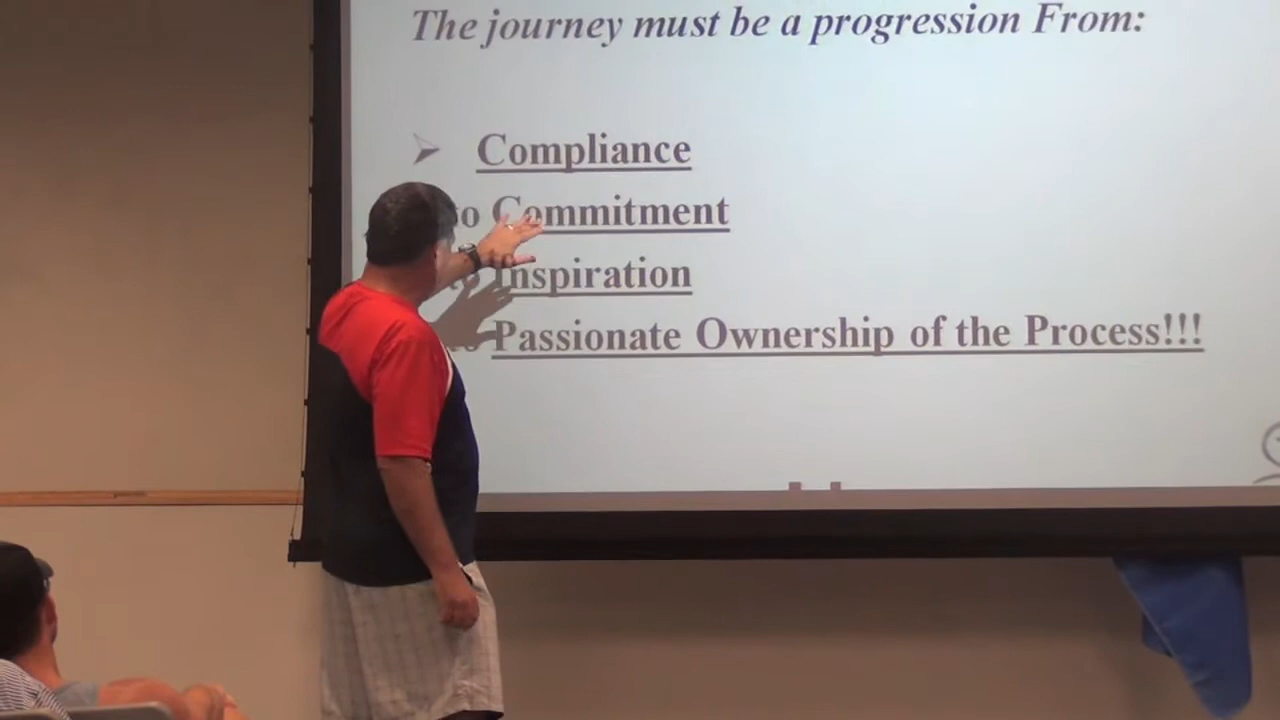 The journey must be a progression From:
Compliance
to Commitment
to Inspiration
to Passionate Ownership of the Process!!!